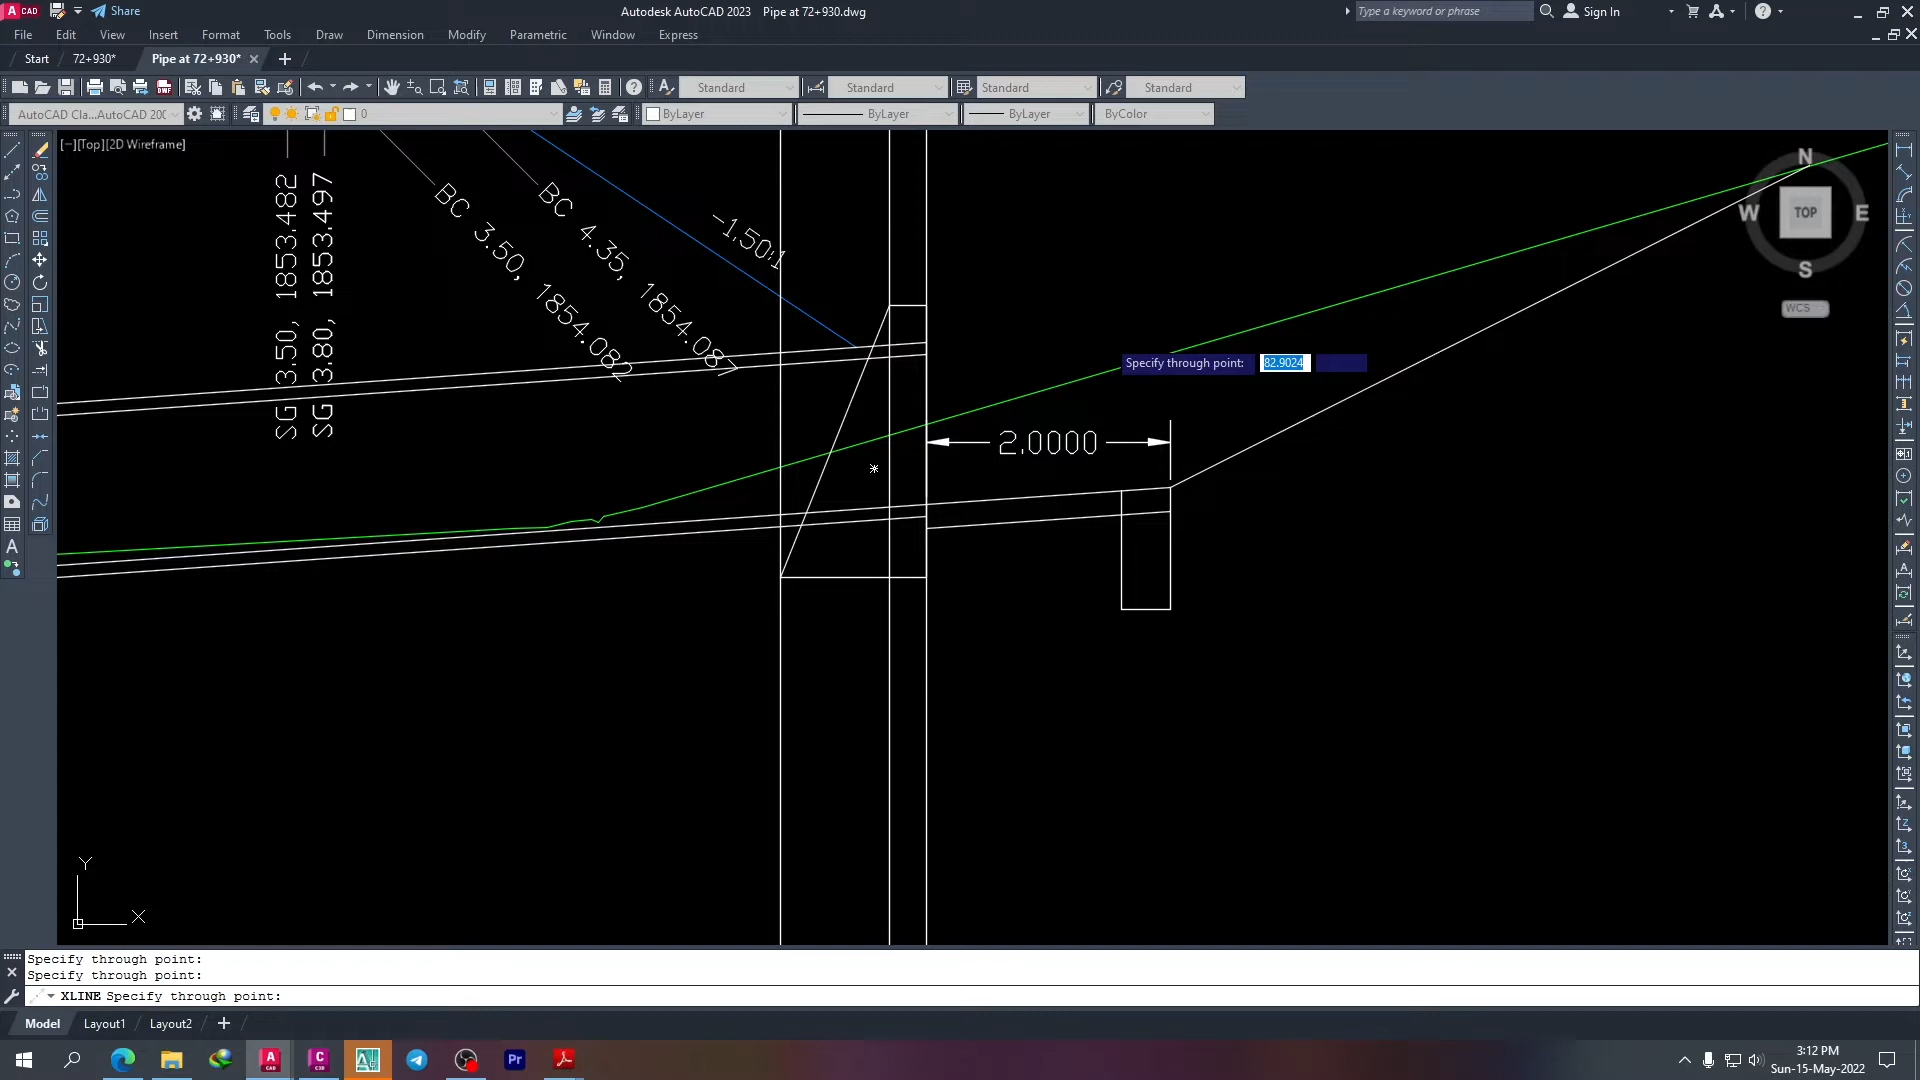 CAD
Share
Autodesk AutoCAD 2023 Pipe at 72+930.dwg
Type a keyword or phrase
Sign In
File Edit View Insert Format Tools Draw Dimension Modify Parametric Window Help Express
Start 72+930* Pipe at 72+930*
Standard Standard Standard Standard
AutoCAD Cla...AutoCAD 200 0 ByLayer ByLayer ByLayer ByColor
[−][Top][2D Wireframe]
SG 3.50, 1853.482
SG 3.80, 1853.497
BC 3.50, 1854.082
BC 4.35, 1854.087
-1.50:1
N
W TOP E
S
WCS
Specify through point: 82.9024
2.0000
Y
X
Specify through point:
Specify through point:
XLINE Specify through point:
Model Layout1 Layout2
3:12 PM
Sun-15-May-2022